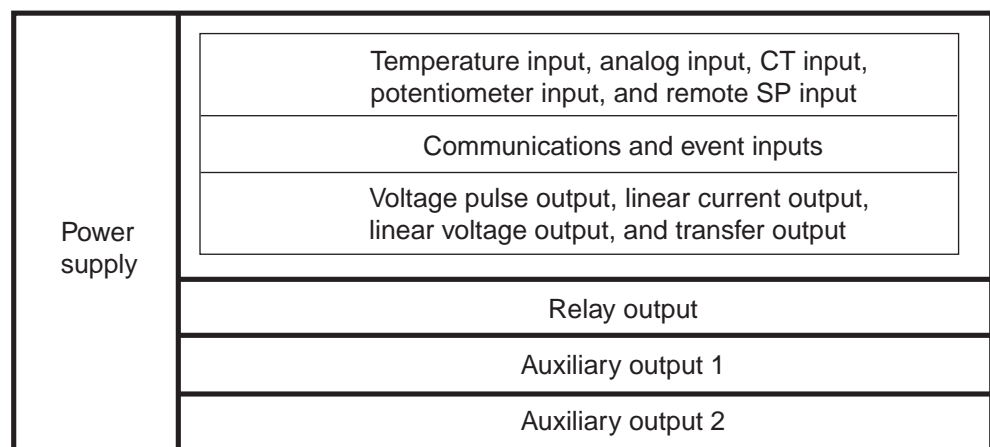 Power
supply
Temperature input, analog input, CT input,
potentiometer input, and remote SP input
Communications and event inputs
Voltage pulse output, linear current output,
linear voltage output, and transfer output
Relay output
Auxiliary output 1
Auxiliary output 2